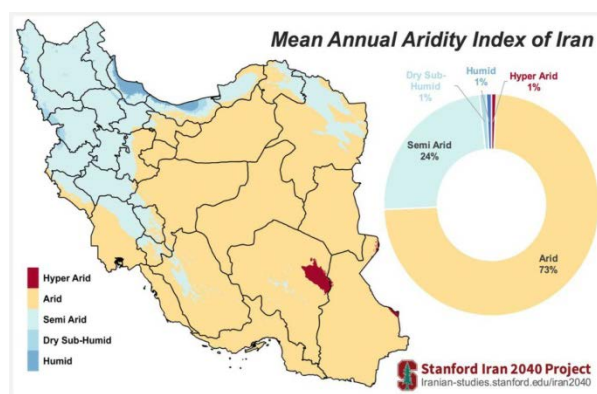 Mean Annual Aridity Index of Iran
Dry Sub-
Humid
1%
Humid
1%
Hyper Arid
1%
Semi Arid
24%
Arid
73%
Hyper Arid
Arid
Semi Arid
Dry Sub-Humid
Humid
Stanford Iran 2040 Project
Iranian-studies.stanford.edu/iran2040